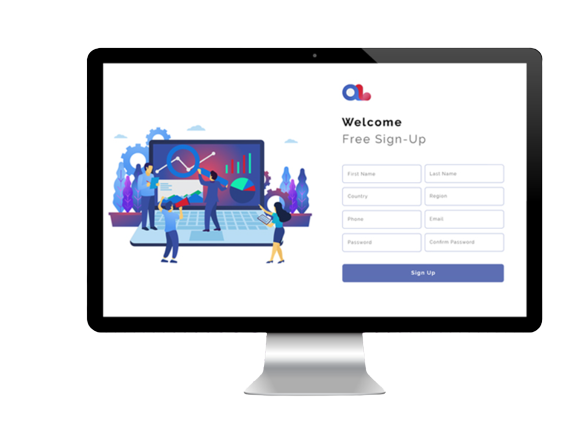 Welcome
Free Sign-Up
First Name
Last Name
Country
Region
Phone
Email
Password
Confirm Password
Sign Up